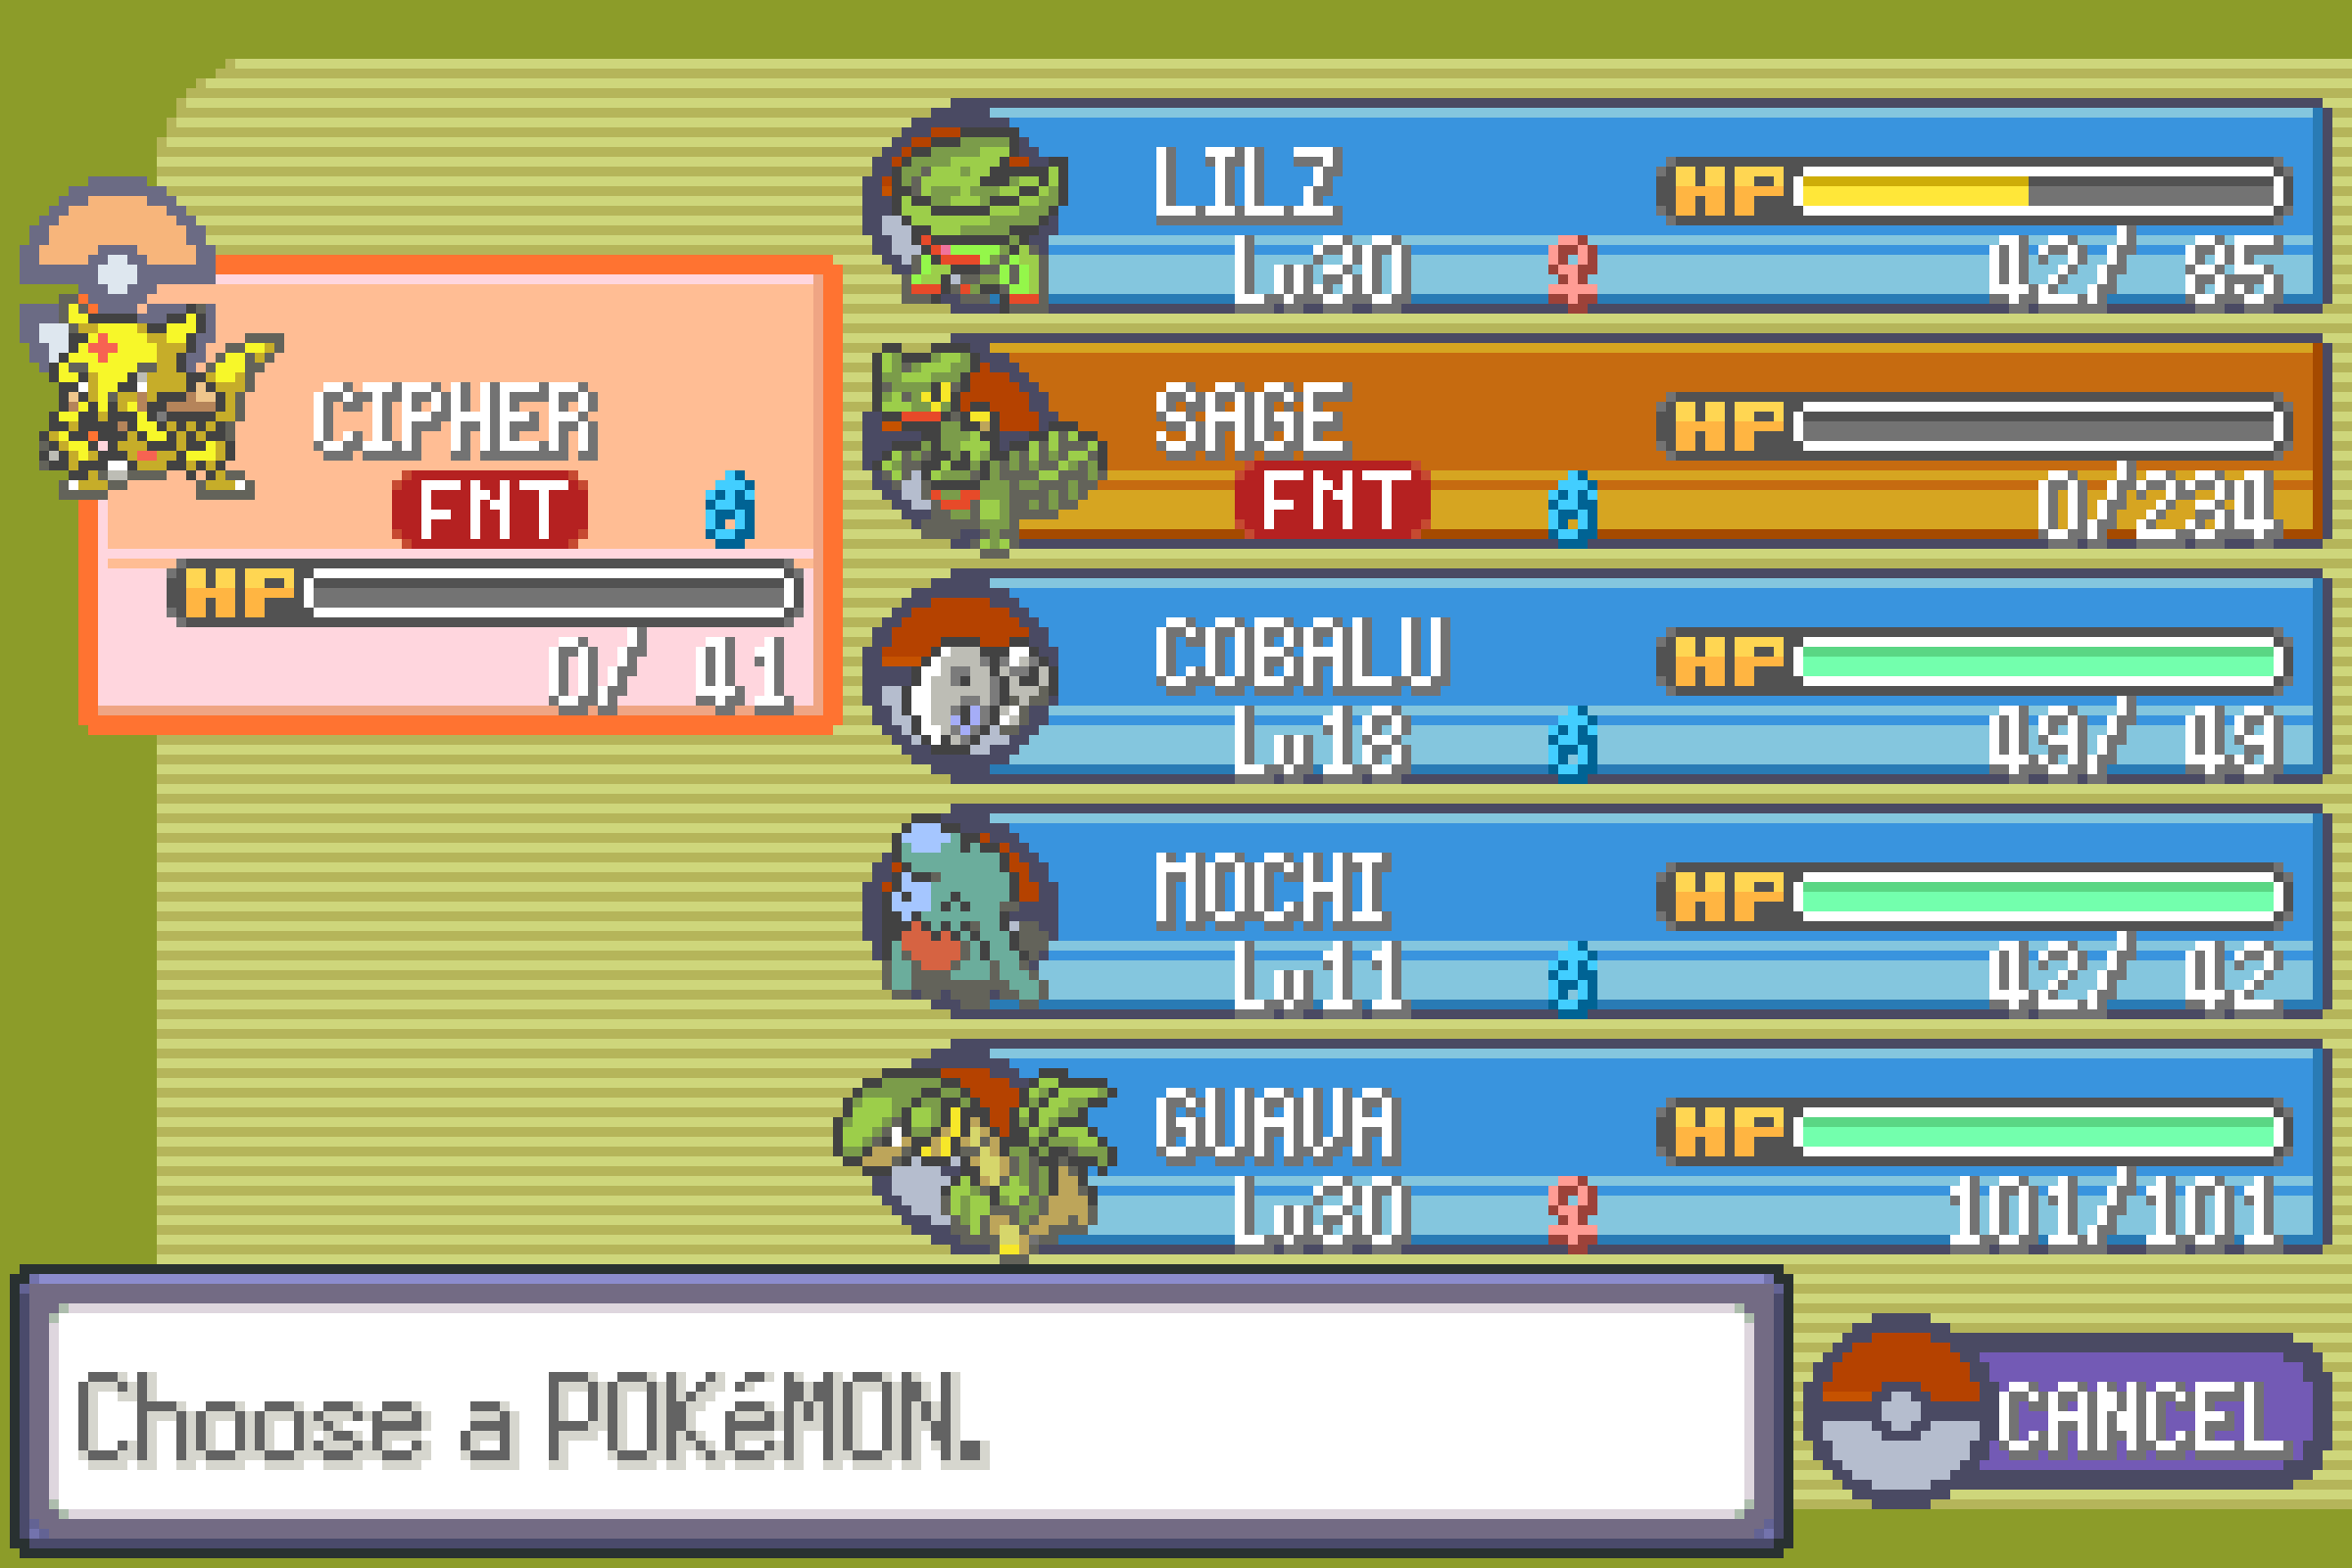 CIPHER
FNT ♂
HP
0/ 41
LILZ
HP
Lv30 ♀ 42/ 85
SAGE
HP
FNT ♂ 0/234
COBALU
HP
Lv18 ♂ 49/ 49
MOCHI
HP
Lv11 ♂ 42/ 42
GUAVA
HP
Lv30 ♀ 101/101
Choose a POKéMON.
CANCEL